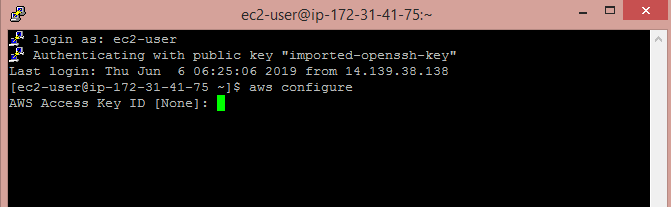 ec2-user@ip-172-31-41-75:~
login as: ec2-user
Authenticating with public key "imported-openssh-key"
Last login: Thu Jun  6 06:25:06 2019 from 14.139.38.138
[ec2-user@ip-172-31-41-75 ~]$ aws configure
AWS Access Key ID [None]: